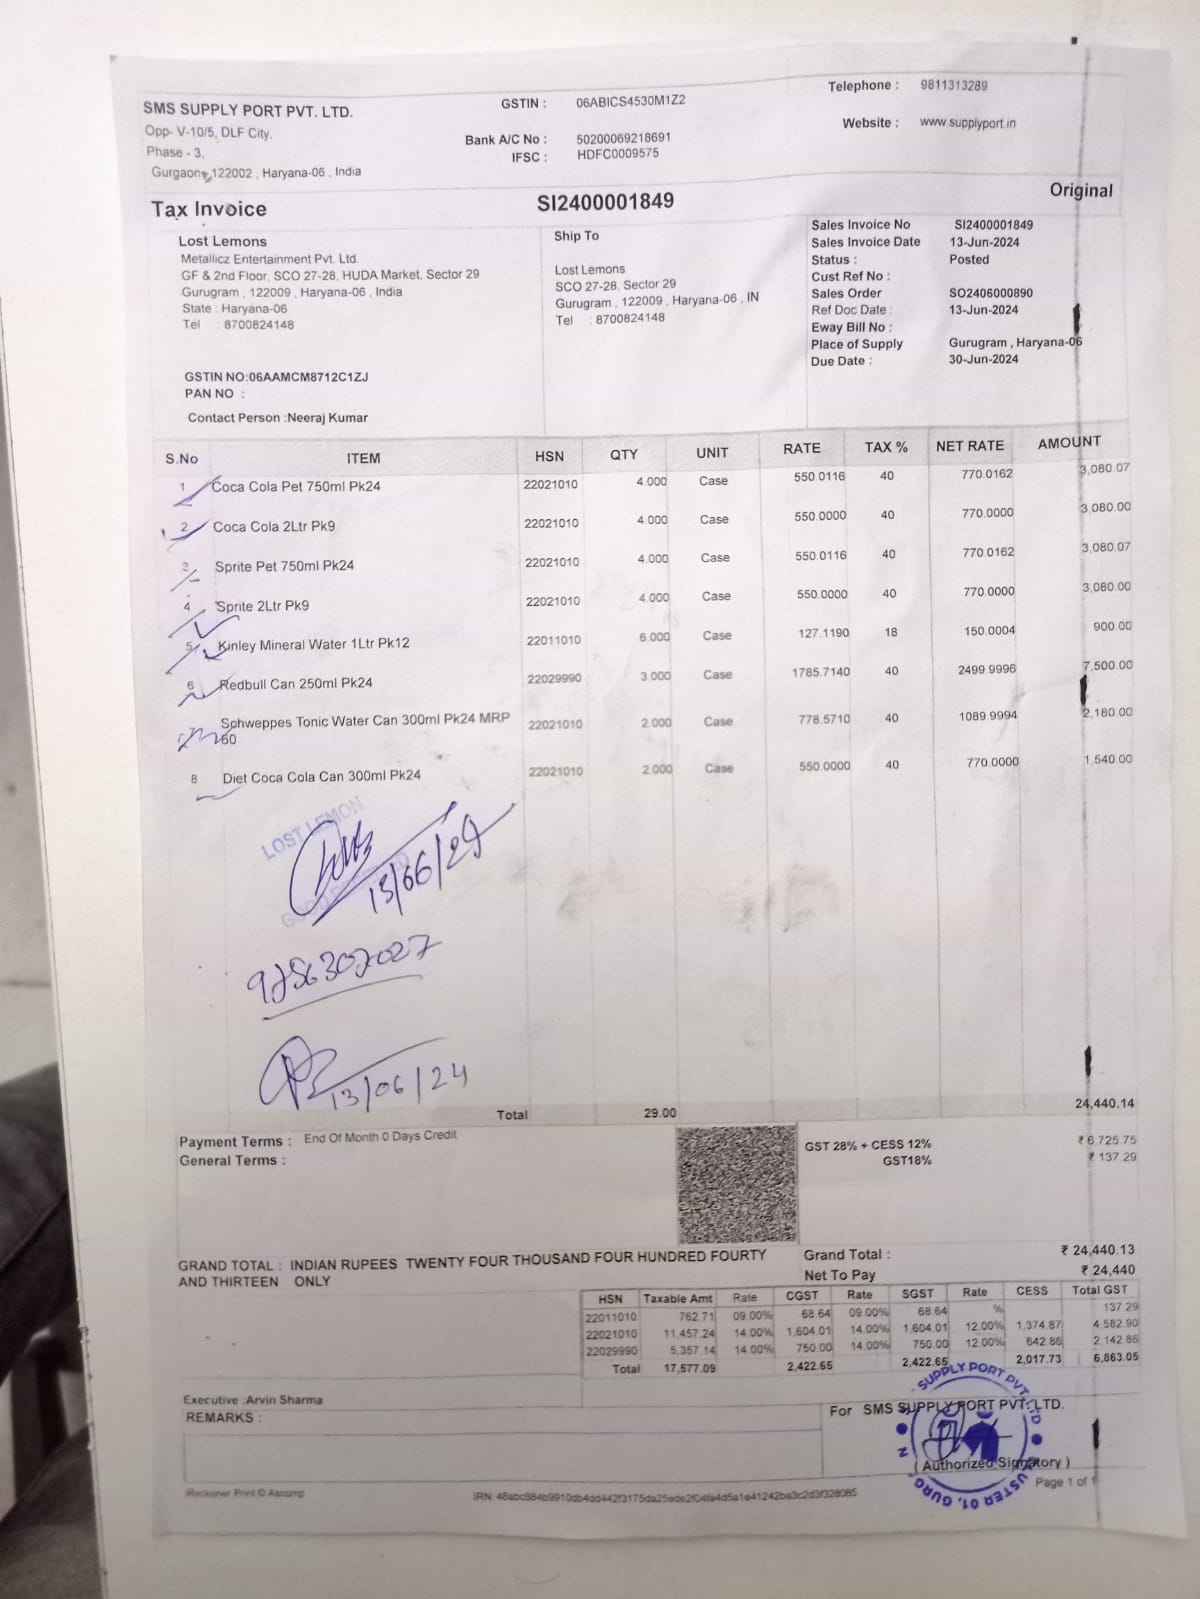 SMS SUPPLY PORT PVT. LTD.
Opp- V-10/5, DLF City,
Phase - 3,
Gurgaon, 122002 , Haryana-06 , India
GSTIN : 06ABICS4530M1Z2
Bank A/C No : 50200069218691
IFSC : HDFC0009575
Telephone : 9811313289
Website : www.supplyport.in
Tax Invoice
SI2400001849
Original
Lost Lemons
Metallicz Entertainment Pvt. Ltd.
GF & 2nd Floor, SCO 27-28, HUDA Market, Sector 29
Gurugram , 122009 , Haryana-06 , India
State : Haryana-06
Tel : 8700824148
GSTIN NO:06AAMCM8712C1ZJ
PAN NO :
Contact Person :Neeraj Kumar
Ship To
Lost Lemons
SCO 27-28, Sector 29
Gurugram , 122009 , Haryana-06 , IN
Tel : 8700824148
Sales Invoice No SI2400001849
Sales Invoice Date 13-Jun-2024
Status : Posted
Cust Ref No :
Sales Order SO2406000890
Ref Doc Date : 13-Jun-2024
Eway Bill No :
Place of Supply Gurugram , Haryana-06
Due Date : 30-Jun-2024
S.No ITEM HSN QTY UNIT RATE TAX % NET RATE AMOUNT
1 Coca Cola Pet 750ml Pk24 22021010 4.000 Case 550.0116 40 770.0162 3,080.07
2 Coca Cola 2Ltr Pk9 22021010 4.000 Case 550.0000 40 770.0000 3,080.00
3 Sprite Pet 750ml Pk24 22021010 4.000 Case 550.0116 40 770.0162 3,080.07
4 Sprite 2Ltr Pk9 22021010 4.000 Case 550.0000 40 770.0000 3,080.00
5 Kinley Mineral Water 1Ltr Pk12 22011010 6.000 Case 127.1190 18 150.0004 900.00
6 Redbull Can 250ml Pk24 22029990 3.000 Case 1785.7140 40 2499.9996 7,500.00
Schweppes Tonic Water Can 300ml Pk24 MRP 22021010 2.000 Case 778.5710 40 1089.9994 2,180.00
60
8 Diet Coca Cola Can 300ml Pk24 22021010 2.000 Case 550.0000 40 770.0000 1,540.00
LOST LEMON
13/06/24
9756307027
13/06/24
Total 29.00 24,440.14
Payment Terms : End Of Month 0 Days Credit
General Terms :
GST 28% + CESS 12% ₹ 6,725.75
GST18% ₹ 137.29
GRAND TOTAL : INDIAN RUPEES TWENTY FOUR THOUSAND FOUR HUNDRED FOURTY
AND THIRTEEN ONLY
Grand Total : ₹ 24,440.13
Net To Pay ₹ 24,440
HSN Taxable Amt Rate CGST Rate SGST Rate CESS Total GST
22011010 762.71 09.00% 68.64 09.00% 68.64 % 137.29
22021010 11,457.24 14.00% 1,604.01 14.00% 1,604.01 12.00% 1,374.87 4,582.90
22029990 5,357.14 14.00% 750.00 14.00% 750.00 12.00% 642.86 2,142.86
Total 17,577.09 2,422.65 2,422.65 2,017.73 6,863.05
Executive :Arvin Sharma
REMARKS :
For SMS SUPPLY PORT PVT. LTD.
SUPPLY PORT PVT. LTD
( Authorized Signatory )
Page 1 of 1
iReckoner Print © Ascomp